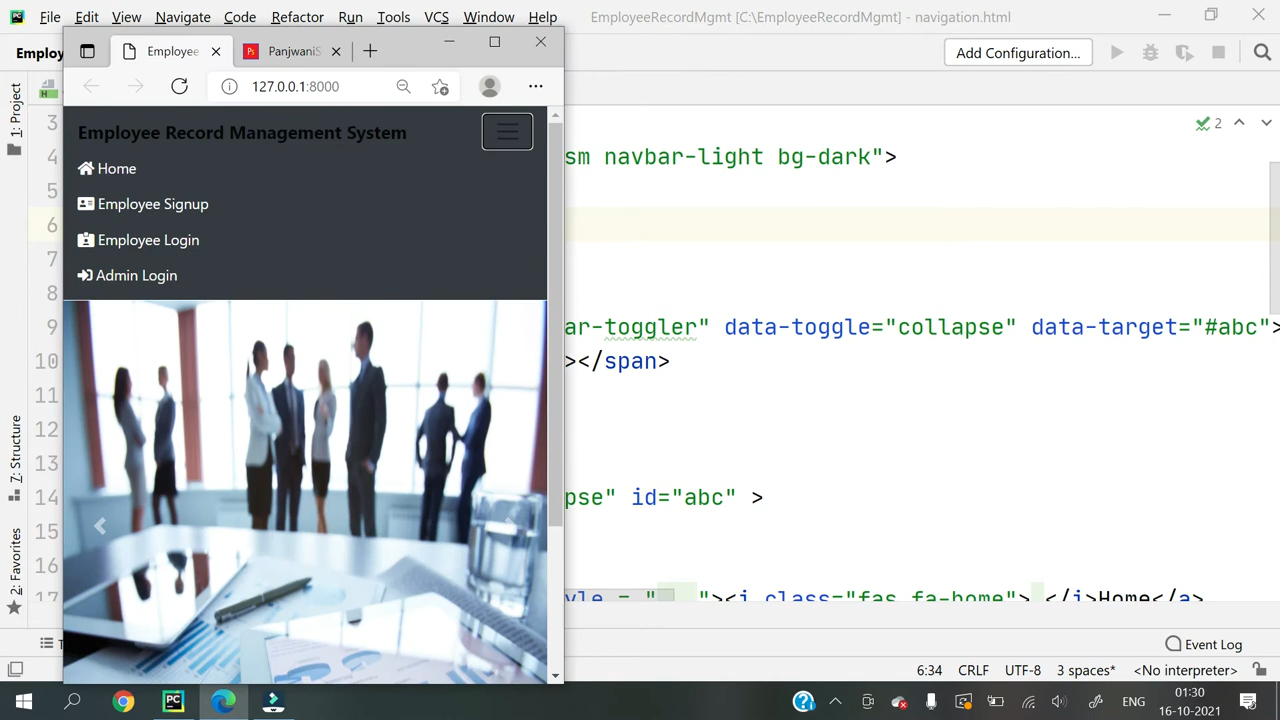 File Edit View Navigate Code Refactor Run Tools VCS Window Help EmployeeRecordMgmt [C:\EmployeeRecordMgmt] - navigation.html
Employ
Add Configuration...
Employee
PanjwaniS
127.0.0.1:8000
1: Project
7: Structure
2: Favorites
Employee Record Management System
Home
Employee Signup
Employee Login
Admin Login
3
4 sm navbar-light bg-dark">
5
6
7
8
9 ar-toggler" data-toggle="collapse" data-target="#abc">
10 ></span>
11
12
13
14 pse" id="abc" >
15
16
17 yle = " "><i class="fas fa-home"> </i>Home</a>
2
Event Log
6:34 CRLF UTF-8 3 spaces* <No interpreter>
ENG
01:30
16-10-2021